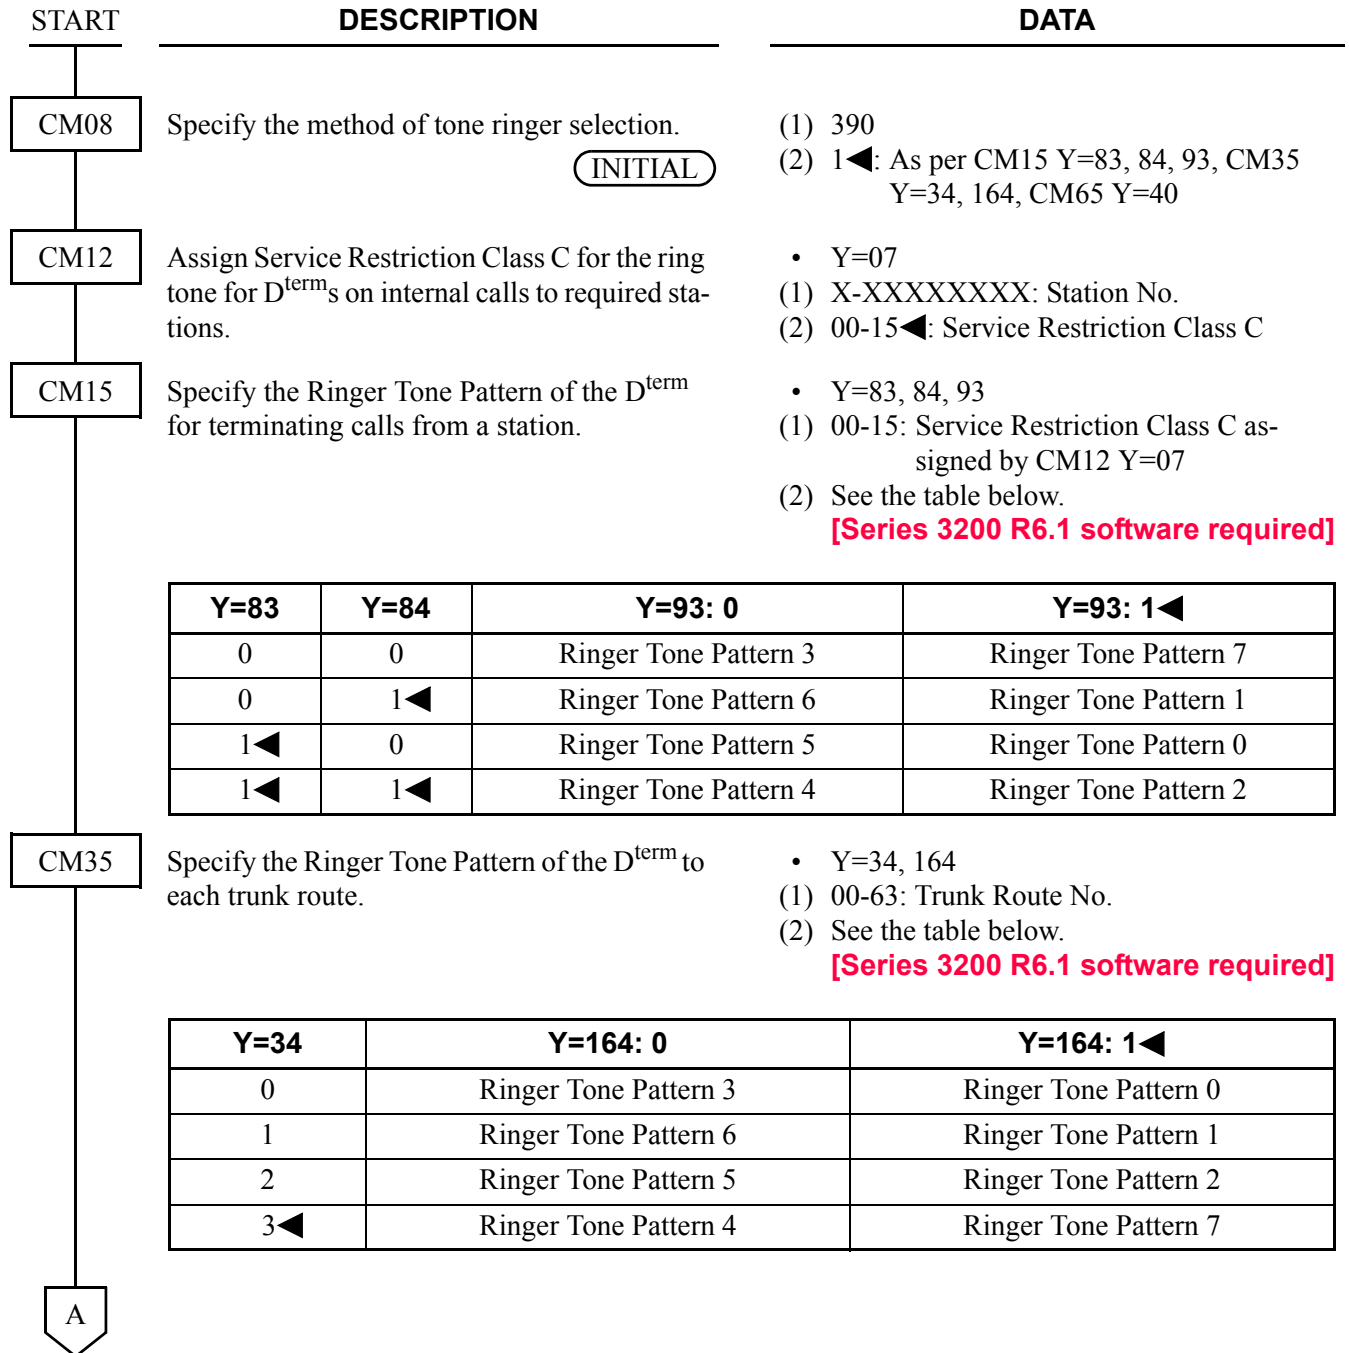 START DESCRIPTION DATA
CM08 Specify the method of tone ringer selection. (1) 390
INITIAL (2) 1◀: As per CM15 Y=83, 84, 93, CM35
Y=34, 164, CM65 Y=40
CM12 Assign Service Restriction Class C for the ring • Y=07
tone for Dterms on internal calls to required sta- (1) X-XXXXXXXX: Station No.
tions. (2) 00-15◀: Service Restriction Class C
CM15 Specify the Ringer Tone Pattern of the Dterm • Y=83, 84, 93
for terminating calls from a station. (1) 00-15: Service Restriction Class C as-
signed by CM12 Y=07
(2) See the table below.
[Series 3200 R6.1 software required]
Y=83 Y=84 Y=93: 0 Y=93: 1◀
0 0 Ringer Tone Pattern 3 Ringer Tone Pattern 7
0 1◀ Ringer Tone Pattern 6 Ringer Tone Pattern 1
1◀ 0 Ringer Tone Pattern 5 Ringer Tone Pattern 0
1◀ 1◀ Ringer Tone Pattern 4 Ringer Tone Pattern 2
CM35 Specify the Ringer Tone Pattern of the Dterm to • Y=34, 164
each trunk route. (1) 00-63: Trunk Route No.
(2) See the table below.
[Series 3200 R6.1 software required]
Y=34 Y=164: 0 Y=164: 1◀
0 Ringer Tone Pattern 3 Ringer Tone Pattern 0
1 Ringer Tone Pattern 6 Ringer Tone Pattern 1
2 Ringer Tone Pattern 5 Ringer Tone Pattern 2
3◀ Ringer Tone Pattern 4 Ringer Tone Pattern 7
A